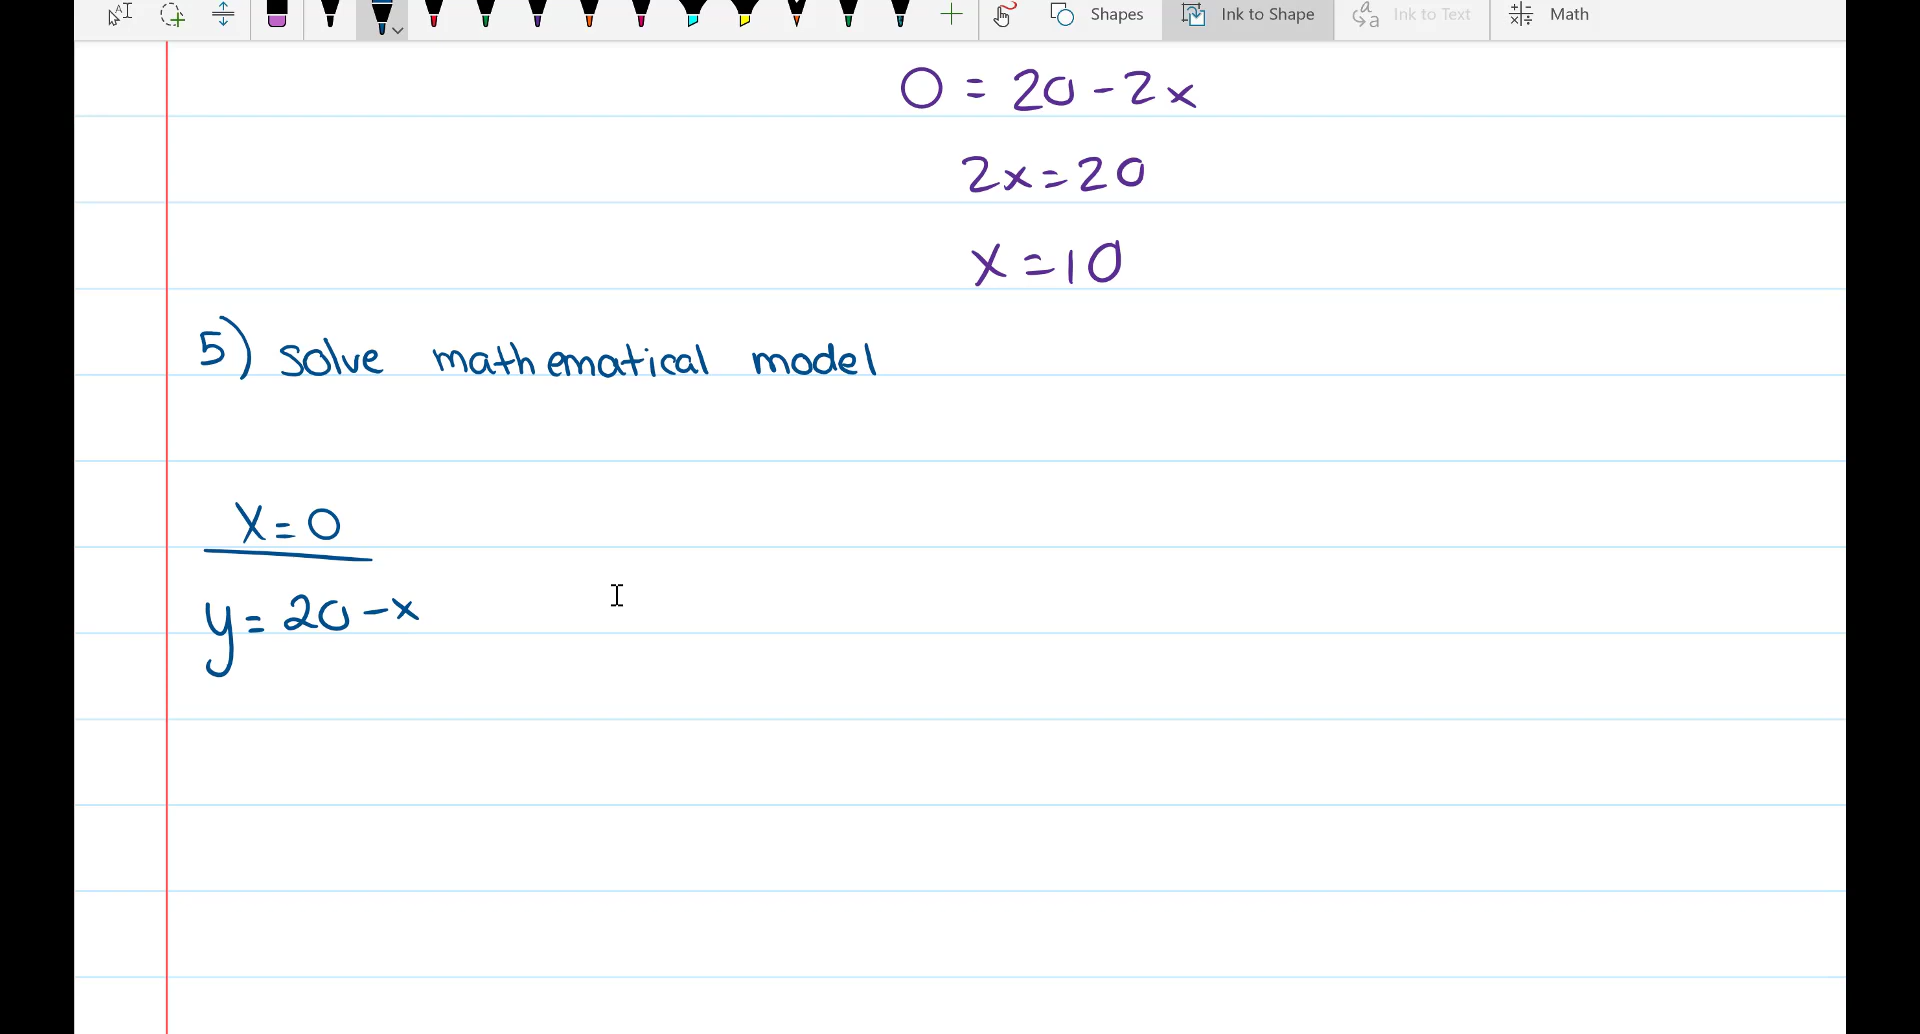 Shapes Ink to Shape Ink to Text Math
0 = 20 - 2x
2x = 20
x = 10
5) solve mathematical model
x = 0
y = 20 - x